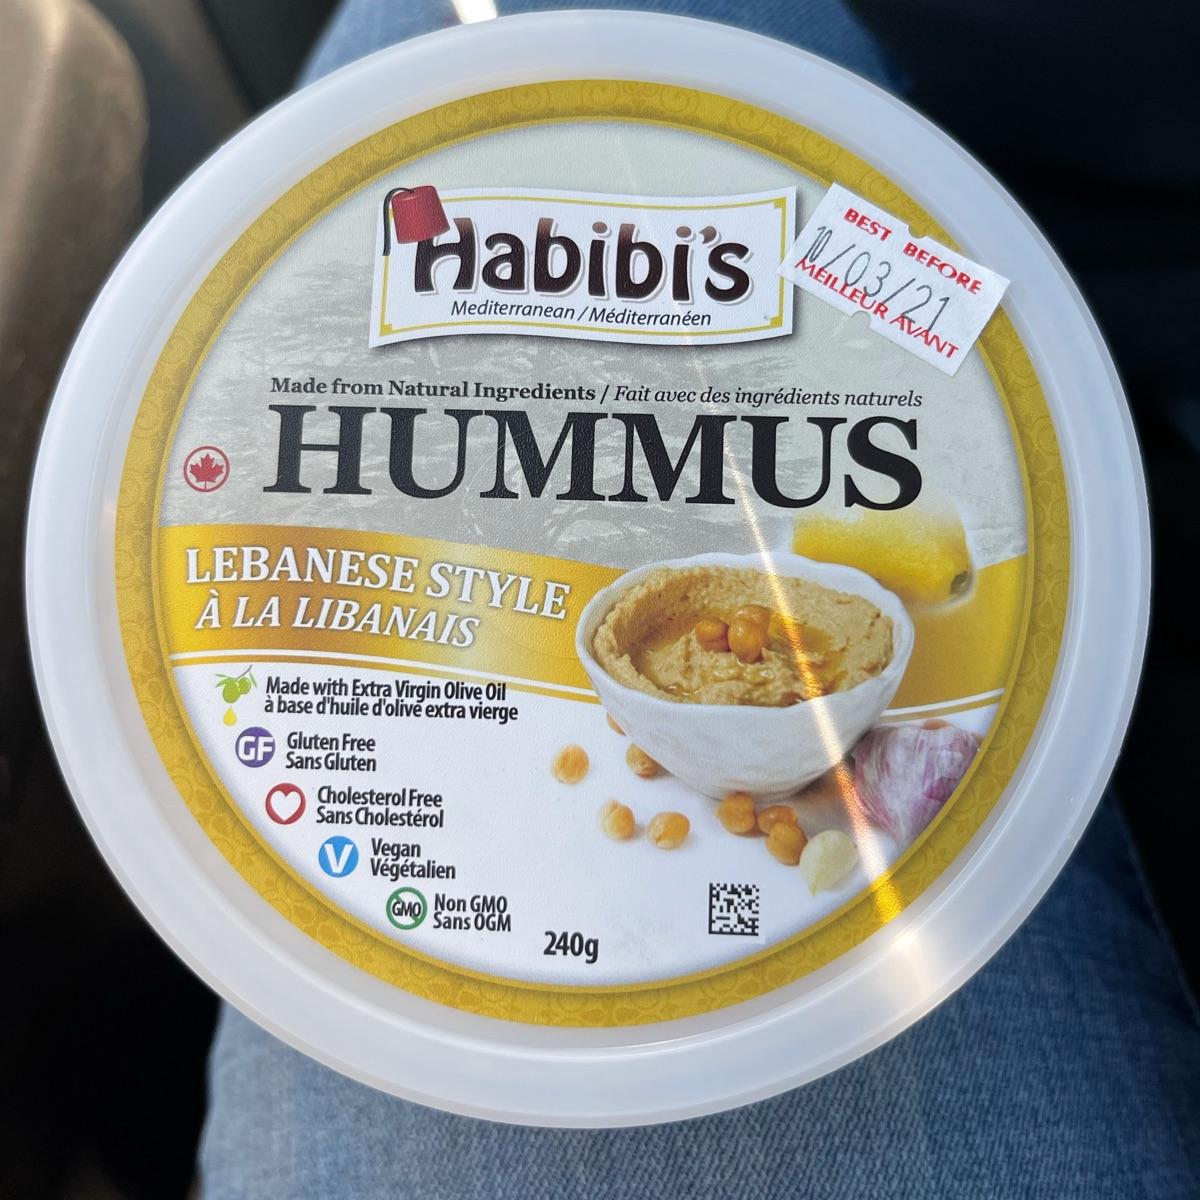 Habibi's
Mediterranean / Méditerranéen
BEST BEFORE
10/03/21
MEILLEUR AVANT
Made from Natural Ingredients / Fait avec des ingrédients naturels
HUMMUS
LEBANESE STYLE
À LA LIBANAIS
Made with Extra Virgin Olive Oil
à base d'huile d'olive extra vierge
GF
Gluten Free
Sans Gluten
Cholesterol Free
Sans Cholestérol
V
Vegan
Végétalien
GMO
Non GMO
Sans OGM
240g